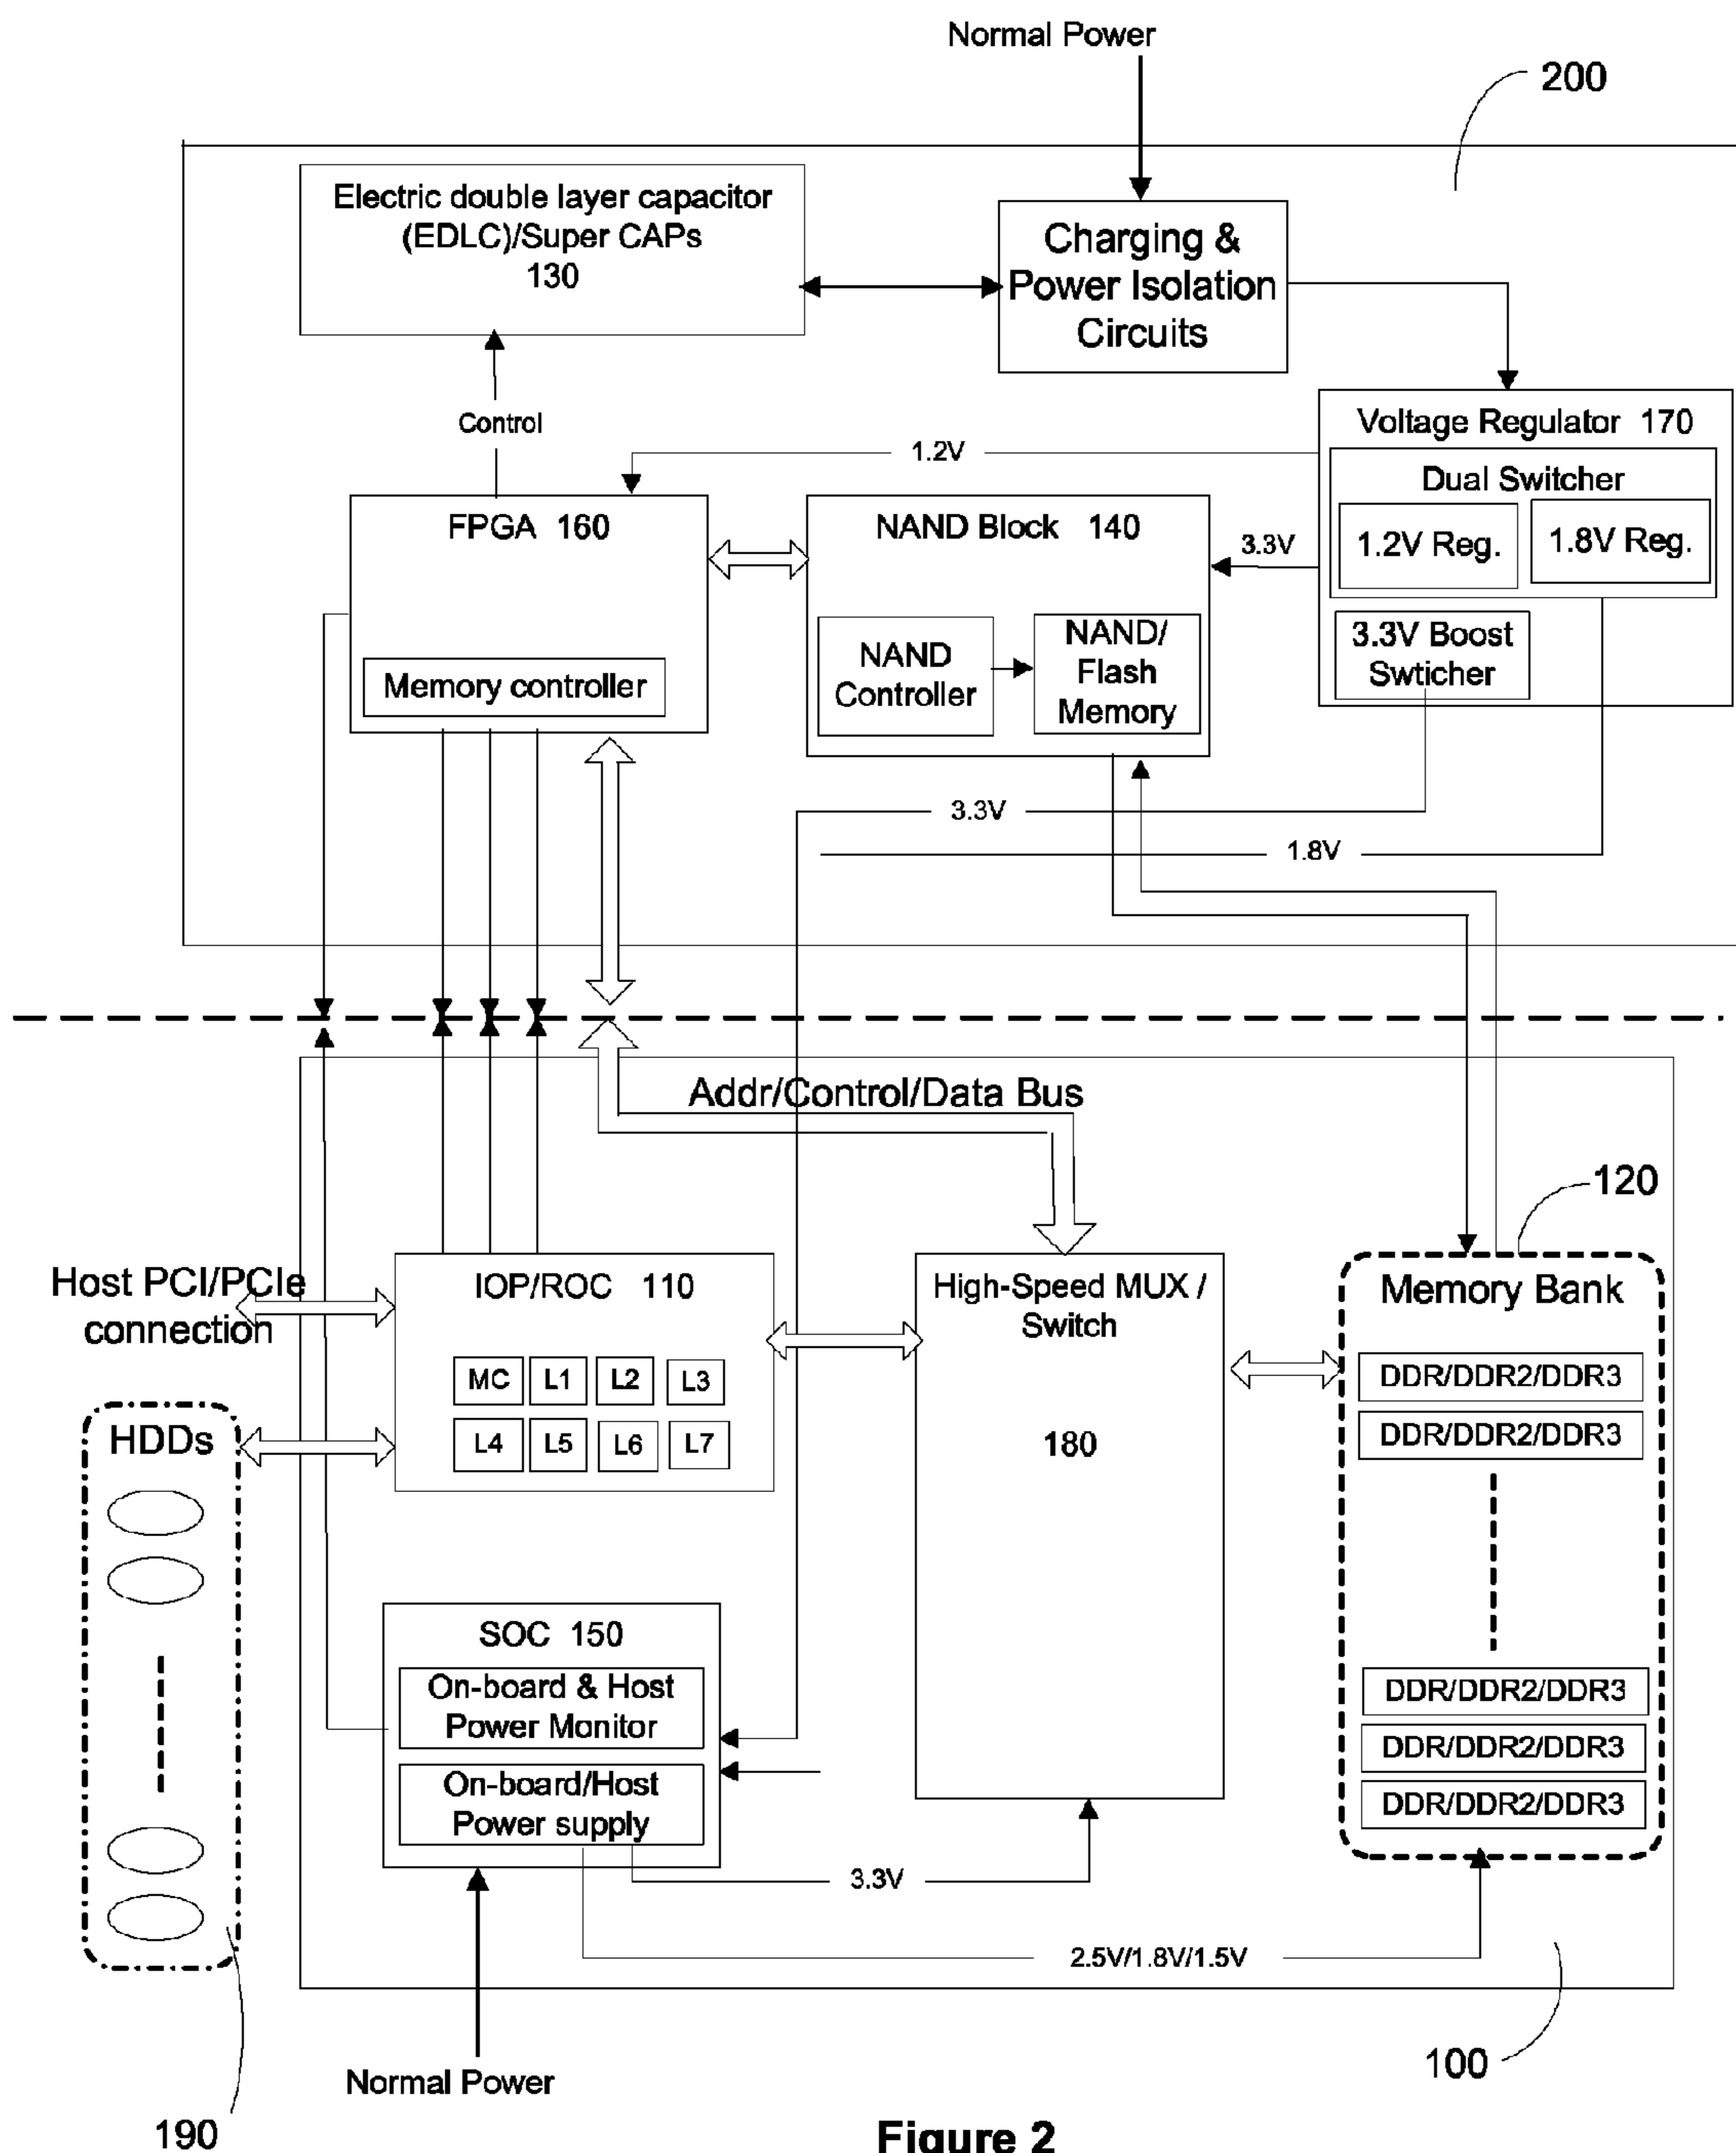 Normal Power
200
Electric double layer capacitor
(EDLC)/Super CAPs
130
Charging &
Power Isolation
Circuits
Control
1.2V
Voltage Regulator 170
Dual Switcher
1.2V Reg.
1.8V Reg.
3.3V Boost
Swticher
FPGA 160
Memory controller
NAND Block 140
NAND
Controller
NAND/
Flash
Memory
3.3V
3.3V
1.8V
Addr/Control/Data Bus
120
Host PCI/PCIe
connection
IOP/ROC 110
MC
L1
L2
L3
L4
L5
L6
L7
High-Speed MUX /
Switch
180
Memory Bank
DDR/DDR2/DDR3
DDR/DDR2/DDR3
DDR/DDR2/DDR3
DDR/DDR2/DDR3
DDR/DDR2/DDR3
HDDs
SOC 150
On-board & Host
Power Monitor
On-board/Host
Power supply
3.3V
2.5V/1.8V/1.5V
Normal Power
100
190
Figure 2